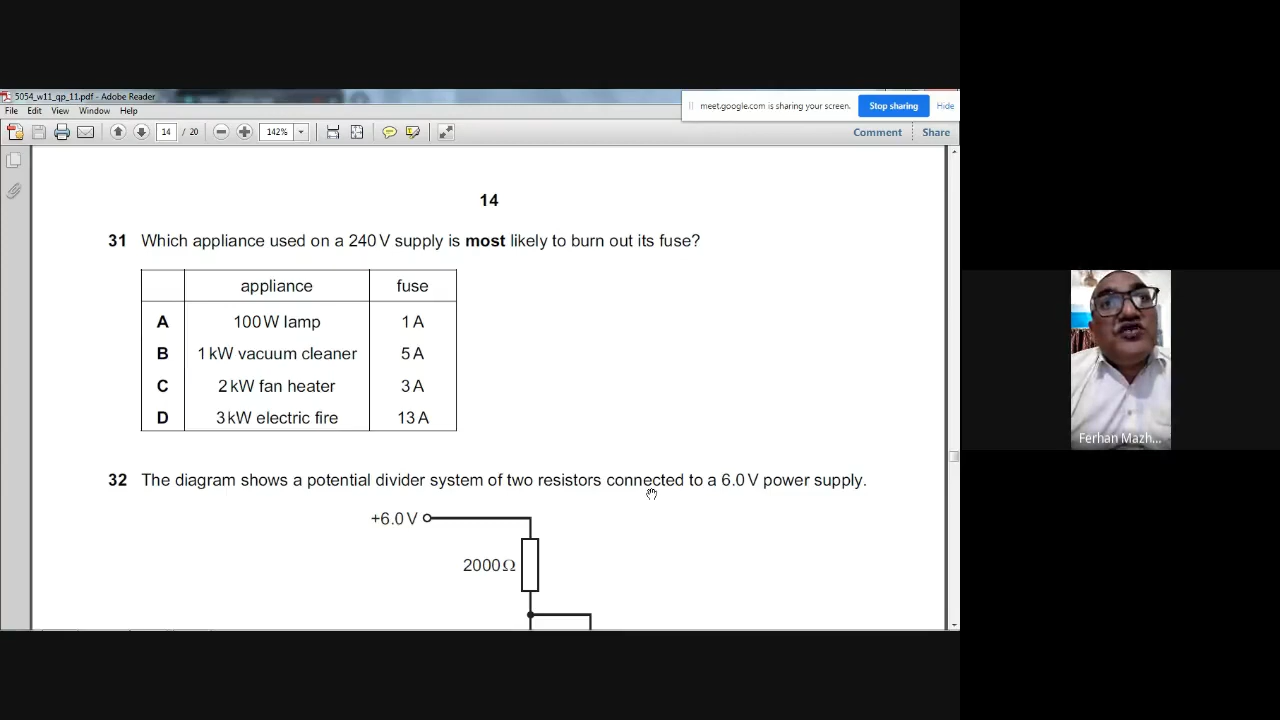 5054_w11_qp_11.pdf - Adobe Reader
File Edit View Window Help
meet.google.com is sharing your screen. Stop sharing Hide
14 / 20 142% Comment Share
14
31 Which appliance used on a 240 V supply is most likely to burn out its fuse?
appliance fuse
A 100 W lamp 1 A
B 1 kW vacuum cleaner 5 A
C 2 kW fan heater 3 A
D 3 kW electric fire 13 A
32 The diagram shows a potential divider system of two resistors connected to a 6.0 V power supply.
+6.0 V
2000 Ω
Ferhan Mazh...